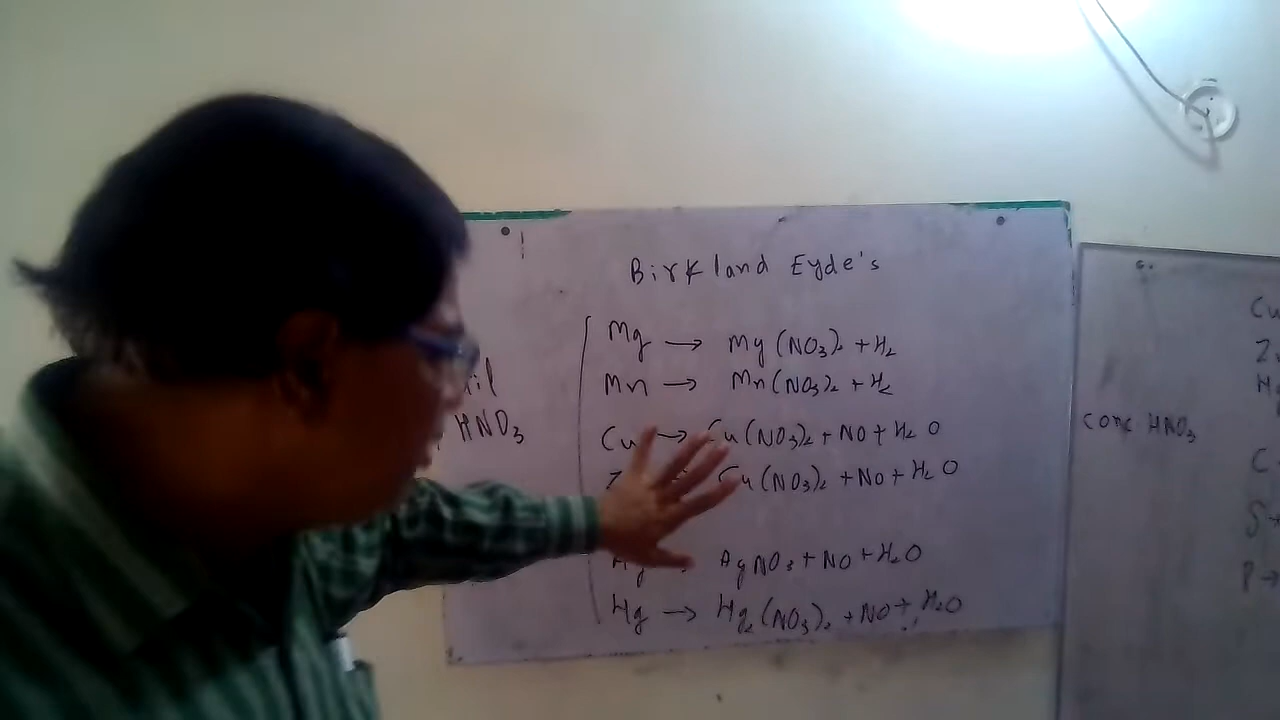 Birkland Eyde's
Mg → Mg(NO3)2 + H2
Mn → Mn(NO3)2 + H2
HNO3
Cu → Cu(NO3)2 + NO + H2O
Cu(NO3)2 + No + H2O
AgNO3 + NO + H2O
Hg → Hg2(NO3)2 + NO + H2O
conc HNO3
Cu